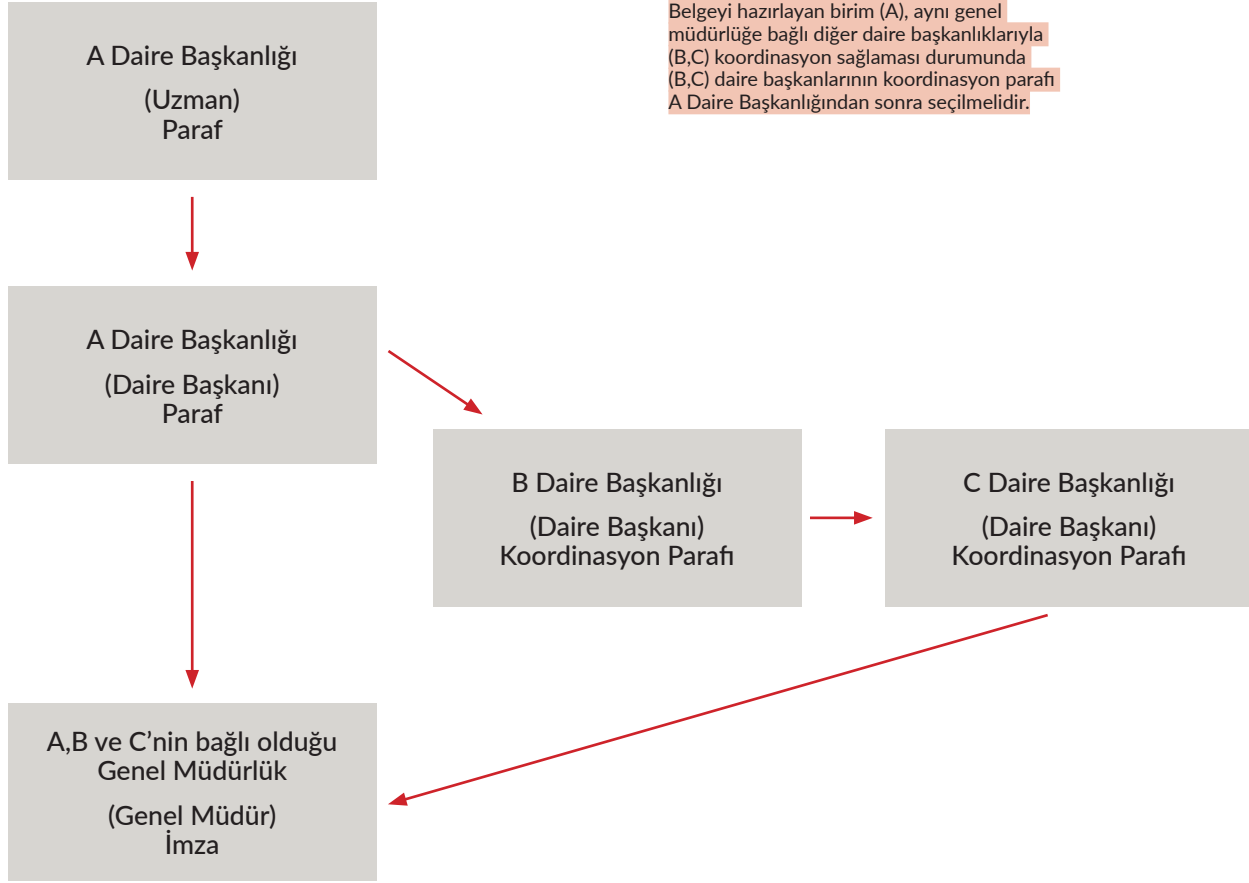 A Daire Başkanlığı
(Uzman)
Paraf
Belgeyi hazırlayan birim (A), aynı genel
müdürlüğe bağlı diğer daire başkanlıklarıyla
(B,C) koordinasyon sağlaması durumunda
(B,C) daire başkanlarının koordinasyon parafı
A Daire Başkanlığından sonra seçilmelidir.
A Daire Başkanlığı
(Daire Başkanı)
Paraf
B Daire Başkanlığı
(Daire Başkanı)
Koordinasyon Parafı
C Daire Başkanlığı
(Daire Başkanı)
Koordinasyon Parafı
A,B ve C’nin bağlı olduğu
Genel Müdürlük
(Genel Müdür)
İmza